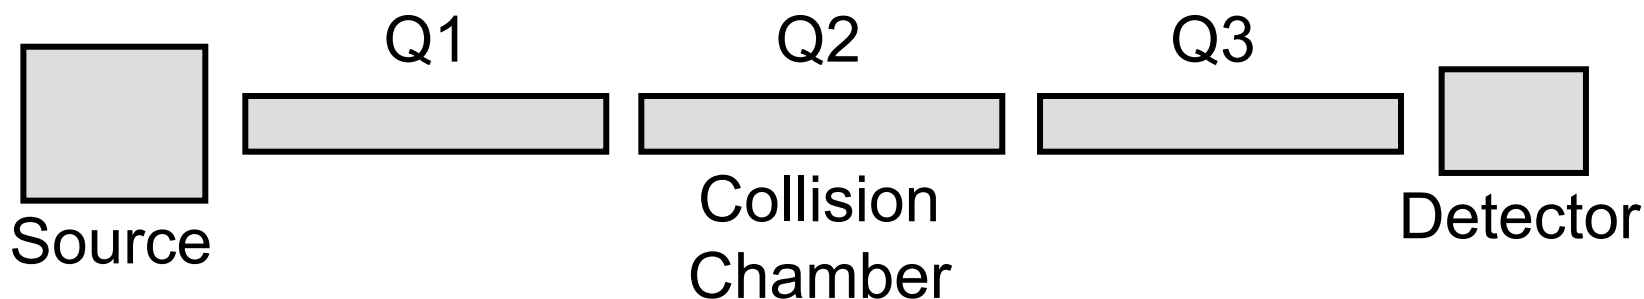 Q1
Q2
Q3
Source
Collision
Chamber
Detector